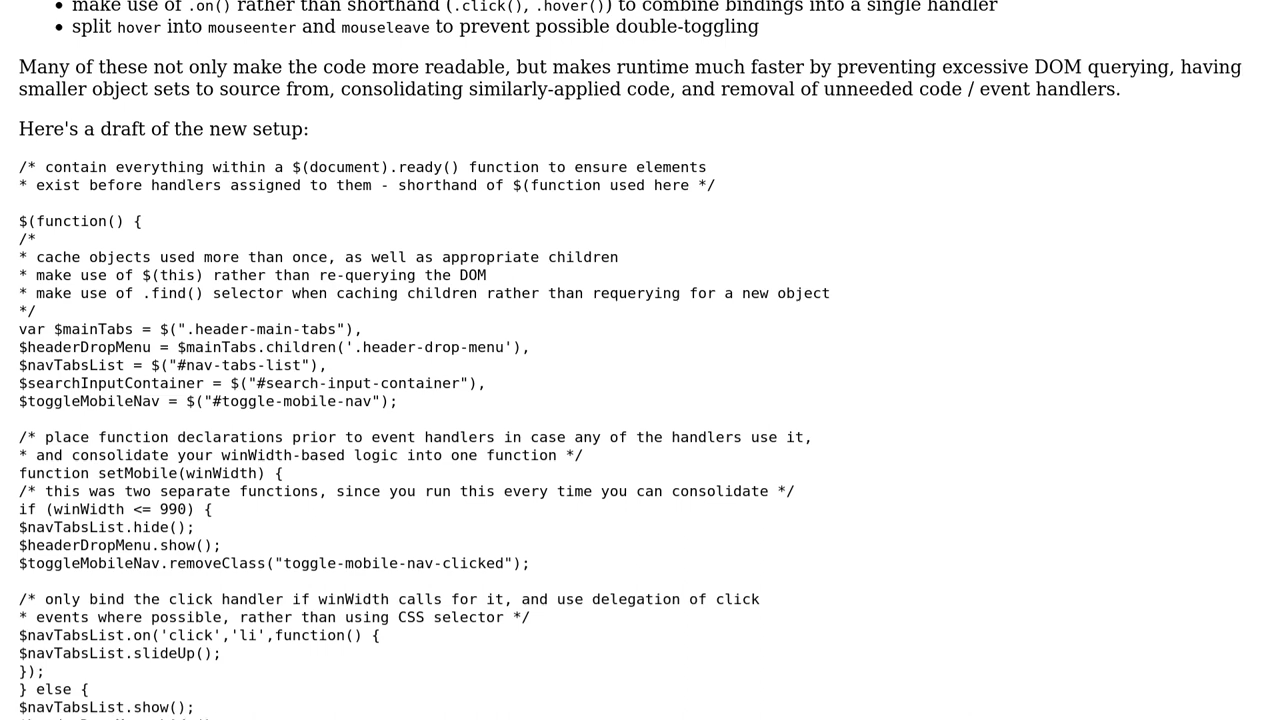 make use of .on() rather than shorthand (.click(), .hover()) to combine bindings into a single handler
split hover into mouseenter and mouseleave to prevent possible double-toggling
Many of these not only make the code more readable, but makes runtime much faster by preventing excessive DOM querying, having
smaller object sets to source from, consolidating similarly-applied code, and removal of unneeded code / event handlers.
Here's a draft of the new setup:
/* contain everything within a $(document).ready() function to ensure elements
* exist before handlers assigned to them - shorthand of $(function used here */
$(function() {
/*
* cache objects used more than once, as well as appropriate children
* make use of $(this) rather than re-querying the DOM
* make use of .find() selector when caching children rather than requerying for a new object
*/
var $mainTabs = $(".header-main-tabs"),
$headerDropMenu = $mainTabs.children('.header-drop-menu'),
$navTabsList = $("#nav-tabs-list"),
$searchInputContainer = $("#search-input-container"),
$toggleMobileNav = $("#toggle-mobile-nav");
/* place function declarations prior to event handlers in case any of the handlers use it,
* and consolidate your winWidth-based logic into one function */
function setMobile(winWidth) {
/* this was two separate functions, since you run this every time you can consolidate */
if (winWidth <= 990) {
$navTabsList.hide();
$headerDropMenu.show();
$toggleMobileNav.removeClass("toggle-mobile-nav-clicked");
/* only bind the click handler if winWidth calls for it, and use delegation of click
* events where possible, rather than using CSS selector */
$navTabsList.on('click','li',function() {
$navTabsList.slideUp();
});
} else {
$navTabsList.show();